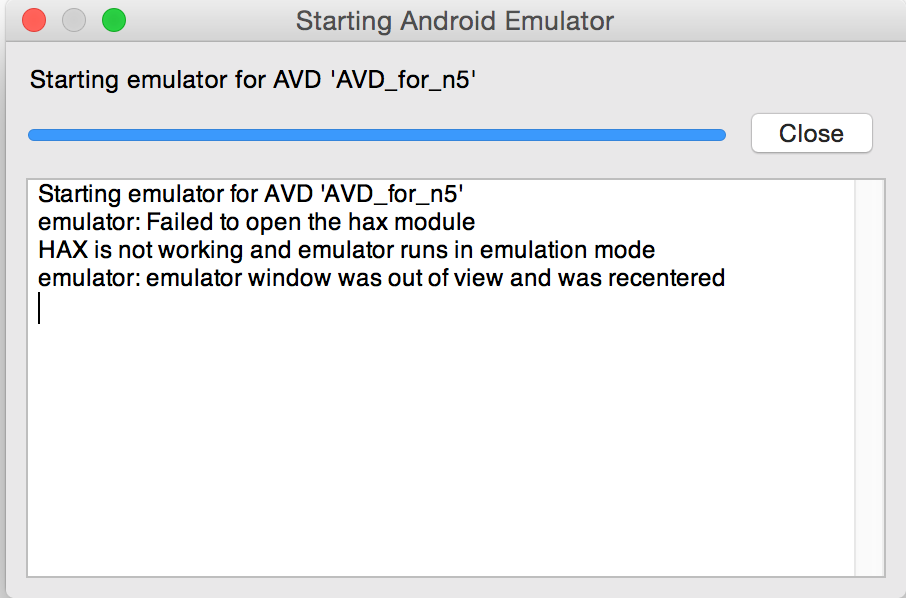 Starting Android Emulator
Starting emulator for AVD 'AVD_for_n5'
Close
Starting emulator for AVD 'AVD_for_n5'
emulator: Failed to open the hax module
HAX is not working and emulator runs in emulation mode
emulator: emulator window was out of view and was recentered